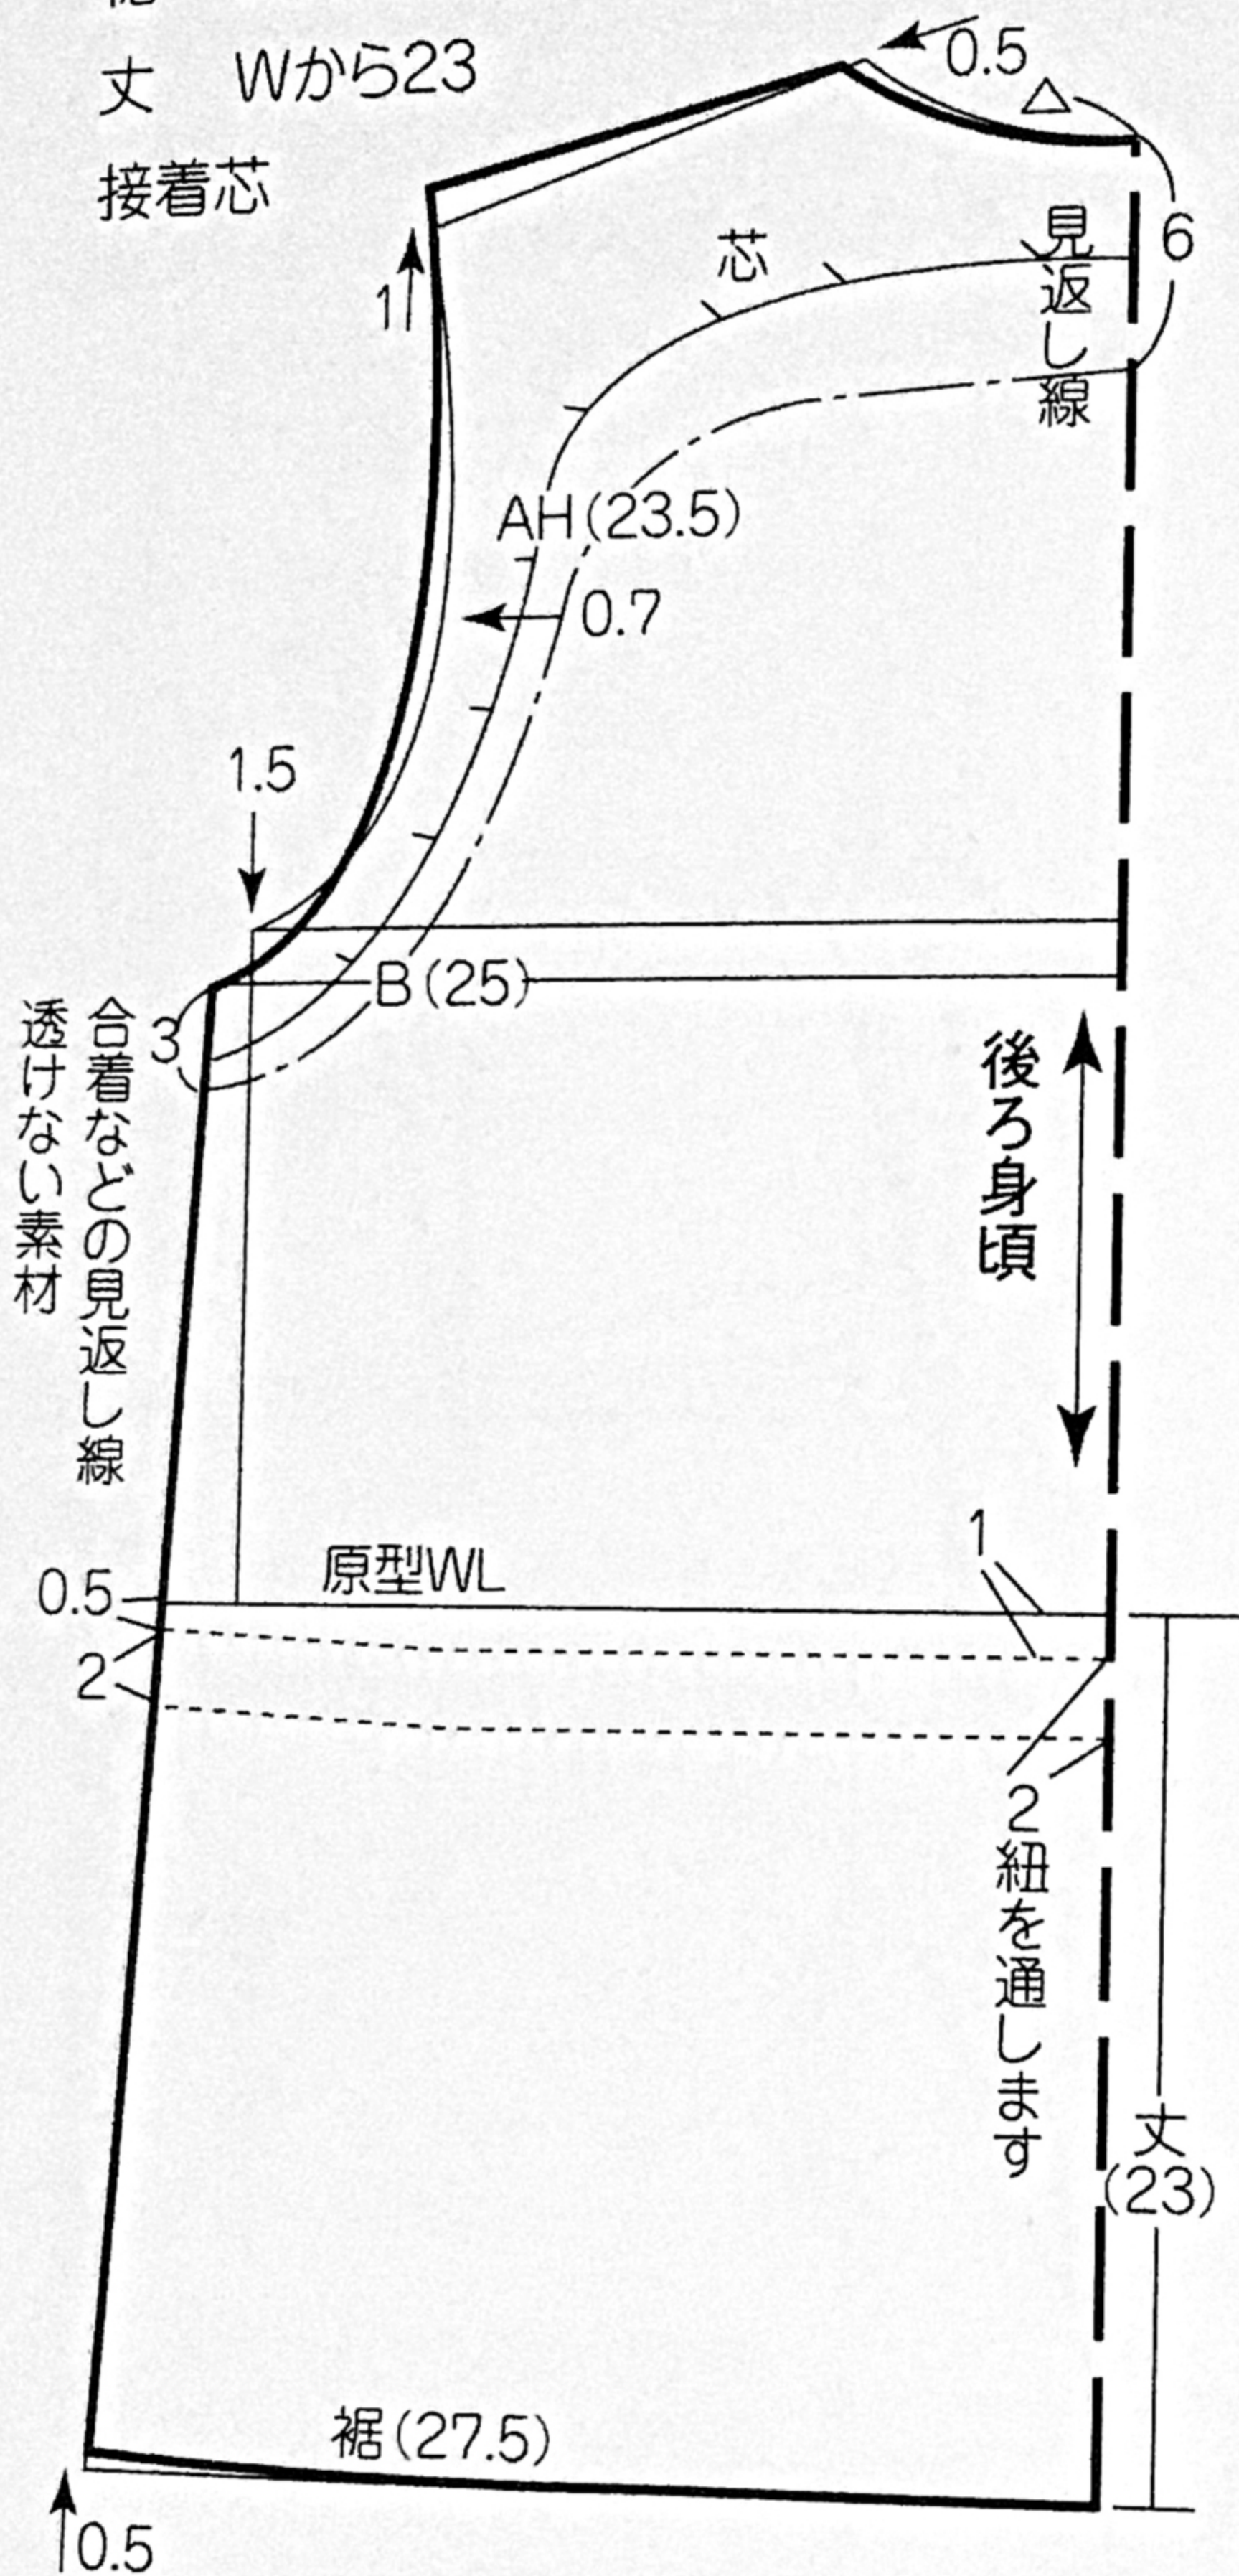 丈 Wから23
接着芯
0.5
△
6
芯
見返し線
1
AH(23.5)
0.7
1.5
B(25)
3
合着などの見返し線
透けない素材
後ろ身頃
1
原型WL
0.5
2
2紐を通します
丈
(23)
裾(27.5)
0.5